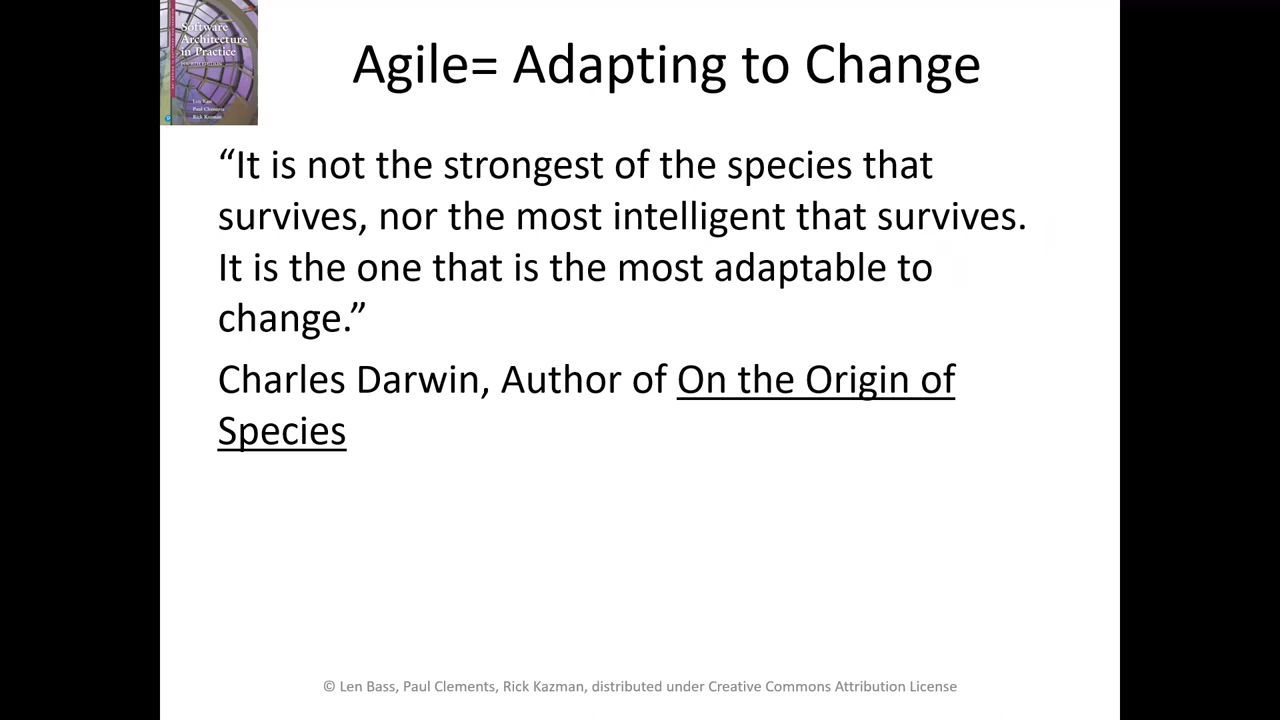 Software
Architecture
in Practice
FOURTH EDITION
Len Bass
Paul Clements
Rick Kazman
Agile= Adapting to Change
“It is not the strongest of the species that
survives, nor the most intelligent that survives.
It is the one that is the most adaptable to
change.”
Charles Darwin, Author of On the Origin of
Species
© Len Bass, Paul Clements, Rick Kazman, distributed under Creative Commons Attribution License